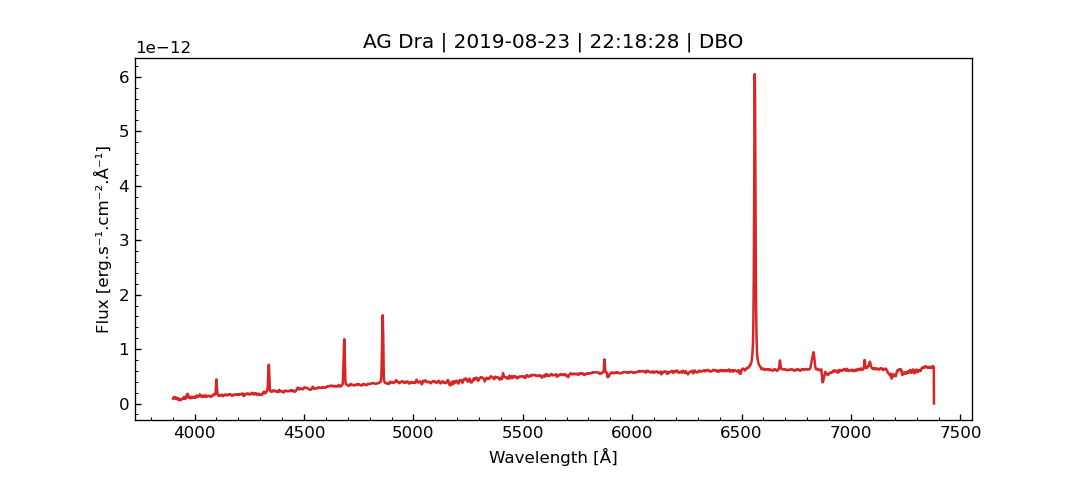 AG Dra | 2019-08-23 | 22:18:28 | DBO
1e−12
6
5
4
3
2
1
0
Flux [erg.s⁻¹.cm⁻².Å⁻¹]
4000 4500 5000 5500 6000 6500 7000 7500
Wavelength [Å]